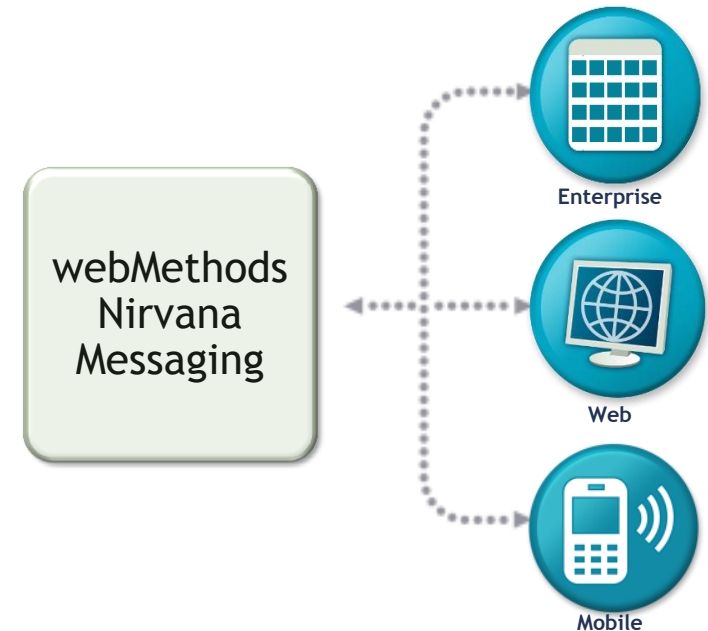 webMethods
Nirvana
Messaging
Enterprise
Web
Mobile